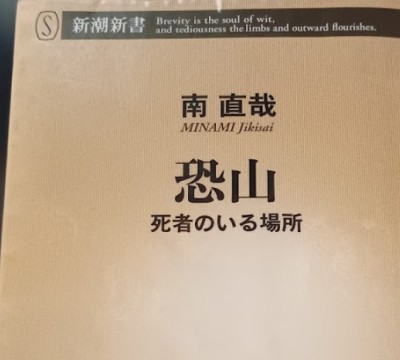 S 新潮新書 Brevity is the soul of wit,
and tediousness the limbs and outward flourishes.
南 直哉
MINAMI Jikisai
恐山
死者のいる場所